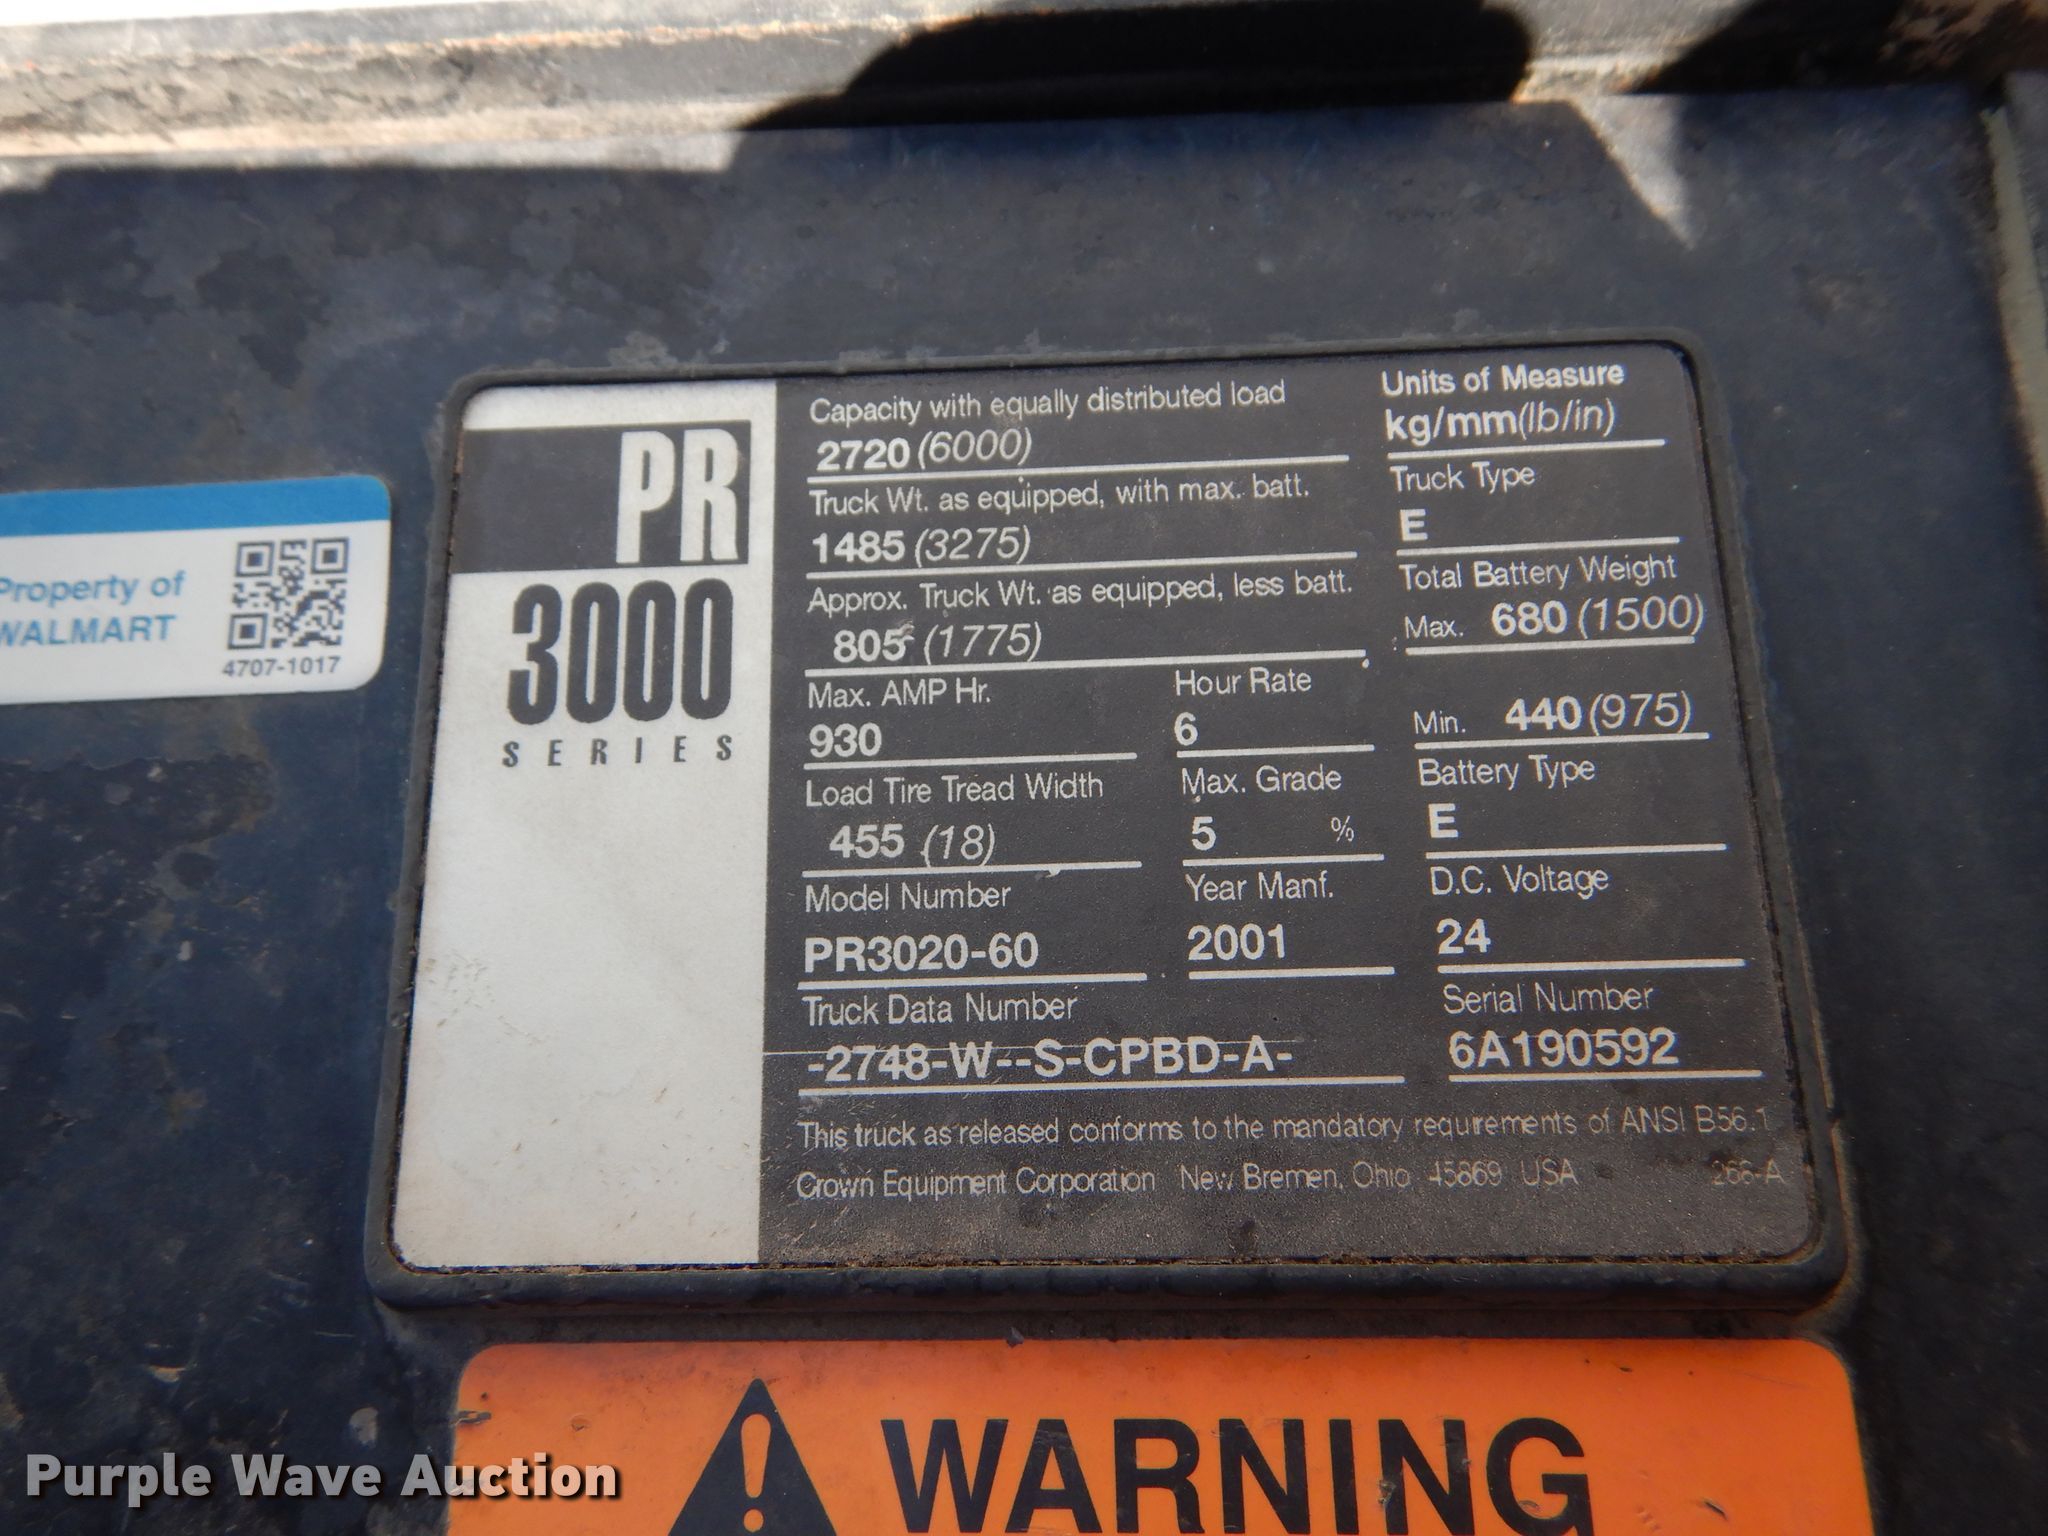 Property of
WALMART
4707-1017
PR
3000
SERIES
Capacity with equally distributed load
2720 (6000)
Truck Wt. as equipped, with max. batt.
1485 (3275)
Approx. Truck Wt. as equipped, less batt.
805 (1775)
Max. AMP Hr.
930
Hour Rate
6
Load Tire Tread Width
455 (18)
Max. Grade
5 %
Model Number
PR3020-60
Year Manf.
2001
Truck Data Number
-2748-W--S-CPBD-A-
Units of Measure
kg/mm(lb/in)
Truck Type
E
Total Battery Weight
Max. 680 (1500)
Min. 440 (975)
Battery Type
E
D.C. Voltage
24
Serial Number
6A190592
This truck as released conforms to the mandatory requirements of ANSI B56.1
Crown Equipment Corporation New Bremen, Ohio 45869 USA 266-A
WARNING
Purple Wave Auction